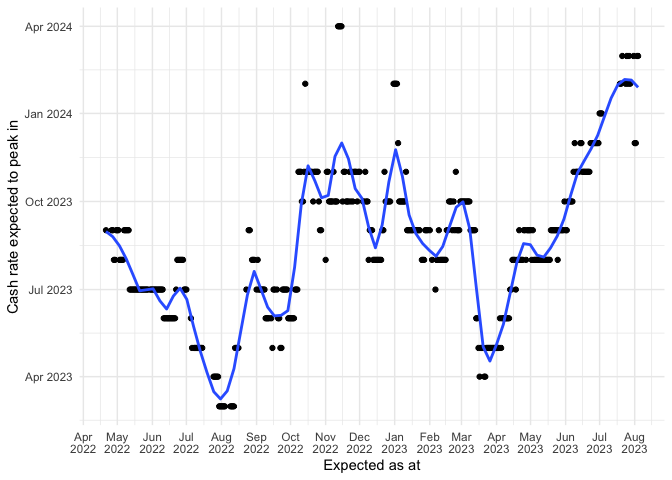 Apr 2024
Jan 2024
Oct 2023
Jul 2023
Apr 2023
Cash rate expected to peak in
Apr May Jun Jul Aug Sep Oct Nov Dec Jan Feb Mar Apr May Jun Jul Aug
2022 2022 2022 2022 2022 2022 2022 2022 2022 2023 2023 2023 2023 2023 2023 2023 2023
Expected as at